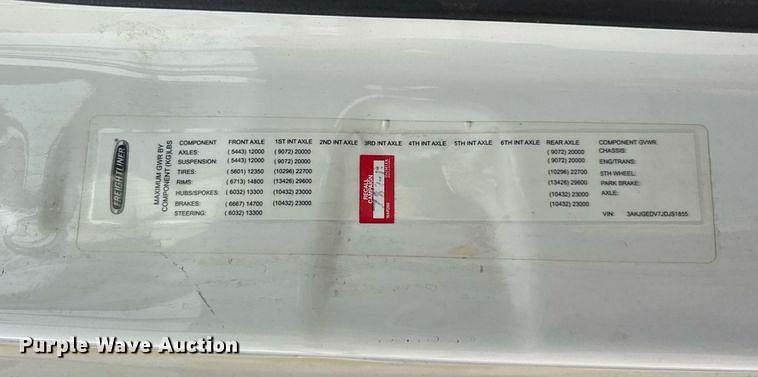 FREIGHTLINER
MAXIMUM GWR BY
COMPONENT(KG)LBS
COMPONENT FRONT AXLE 1ST INT AXLE 2ND INT AXLE 3RD INT AXLE 4TH INT AXLE 5TH INT AXLE 6TH INT AXLE REAR AXLE COMPONENT GVWR
AXLES: ( 5443) 12000 ( 9072) 20000 ( 9072) 20000 CHASSIS:
SUSPENSION: ( 5443) 12000 ( 9072) 20000 ( 9072) 20000 ENG/TRANS:
TIRES: ( 5601) 12350 (10296) 22700 (10296) 22700 5TH WHEEL:
RIMS: ( 6713) 14800 (13426) 29600 (13426) 29600 PARK BRAKE:
HUBS/SPOKES: ( 6032) 13300 (10432) 23000 (10432) 23000 AXLE:
BRAKES: ( 6667) 14700 (10432) 23000 (10432) 23000
STEERING: ( 6032) 13300 VIN: 3AKJGEDV7JDJS1855
RECALL
CAMPAIGN
Purple Wave Auction